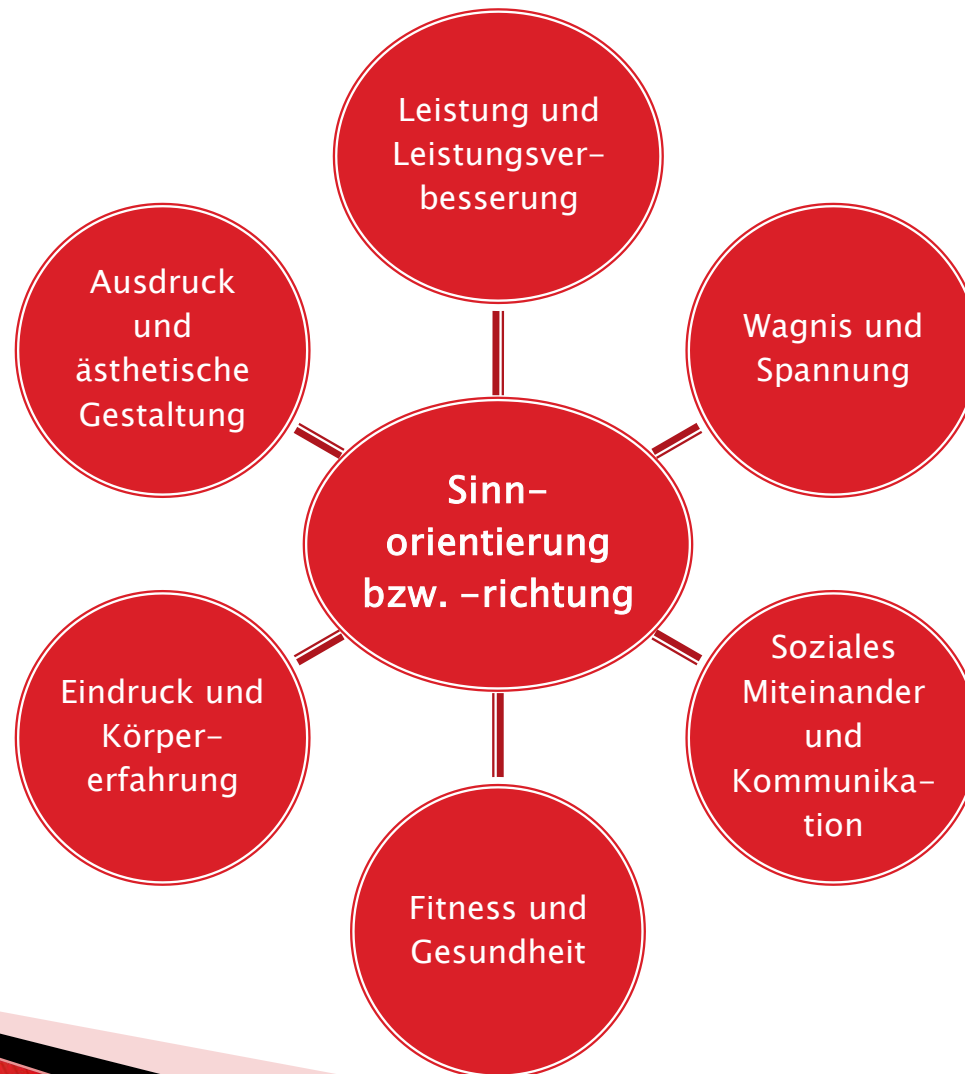 Leistung und
Leistungsver-
besserung
Wagnis und
Spannung
Soziales
Miteinander
und
Kommunika-
tion
Fitness und
Gesundheit
Eindruck und
Körper-
erfahrung
Ausdruck
und
ästhetische
Gestaltung
Sinn-
orientierung
bzw. -richtung